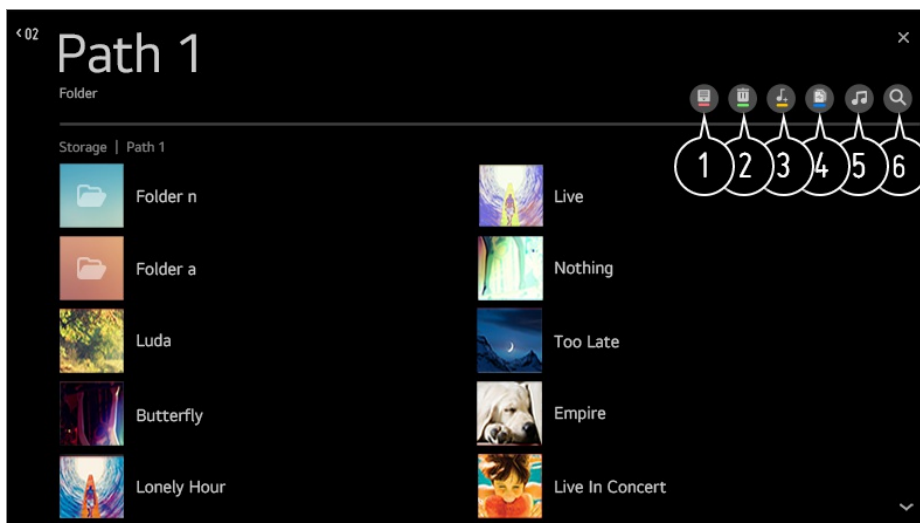 <02
Path 1
×
Folder
1 2 3 4 5 6
Storage | Path 1
Folder n
Live
Folder a
Nothing
Luda
Too Late
Butterfly
Empire
Lonely Hour
Live In Concert